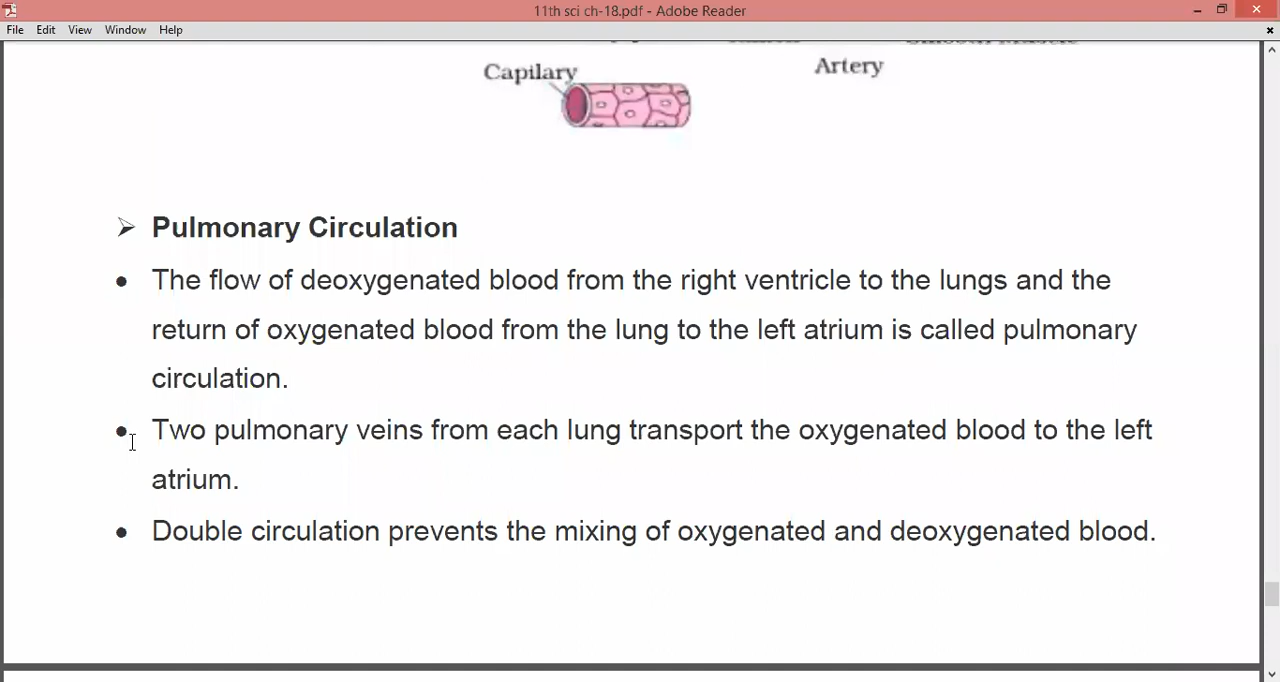 11th sci ch-18.pdf - Adobe Reader
File Edit View Window Help
Capilary
Artery
➢ Pulmonary Circulation
• The flow of deoxygenated blood from the right ventricle to the lungs and the
return of oxygenated blood from the lung to the left atrium is called pulmonary
circulation.
• Two pulmonary veins from each lung transport the oxygenated blood to the left
atrium.
• Double circulation prevents the mixing of oxygenated and deoxygenated blood.